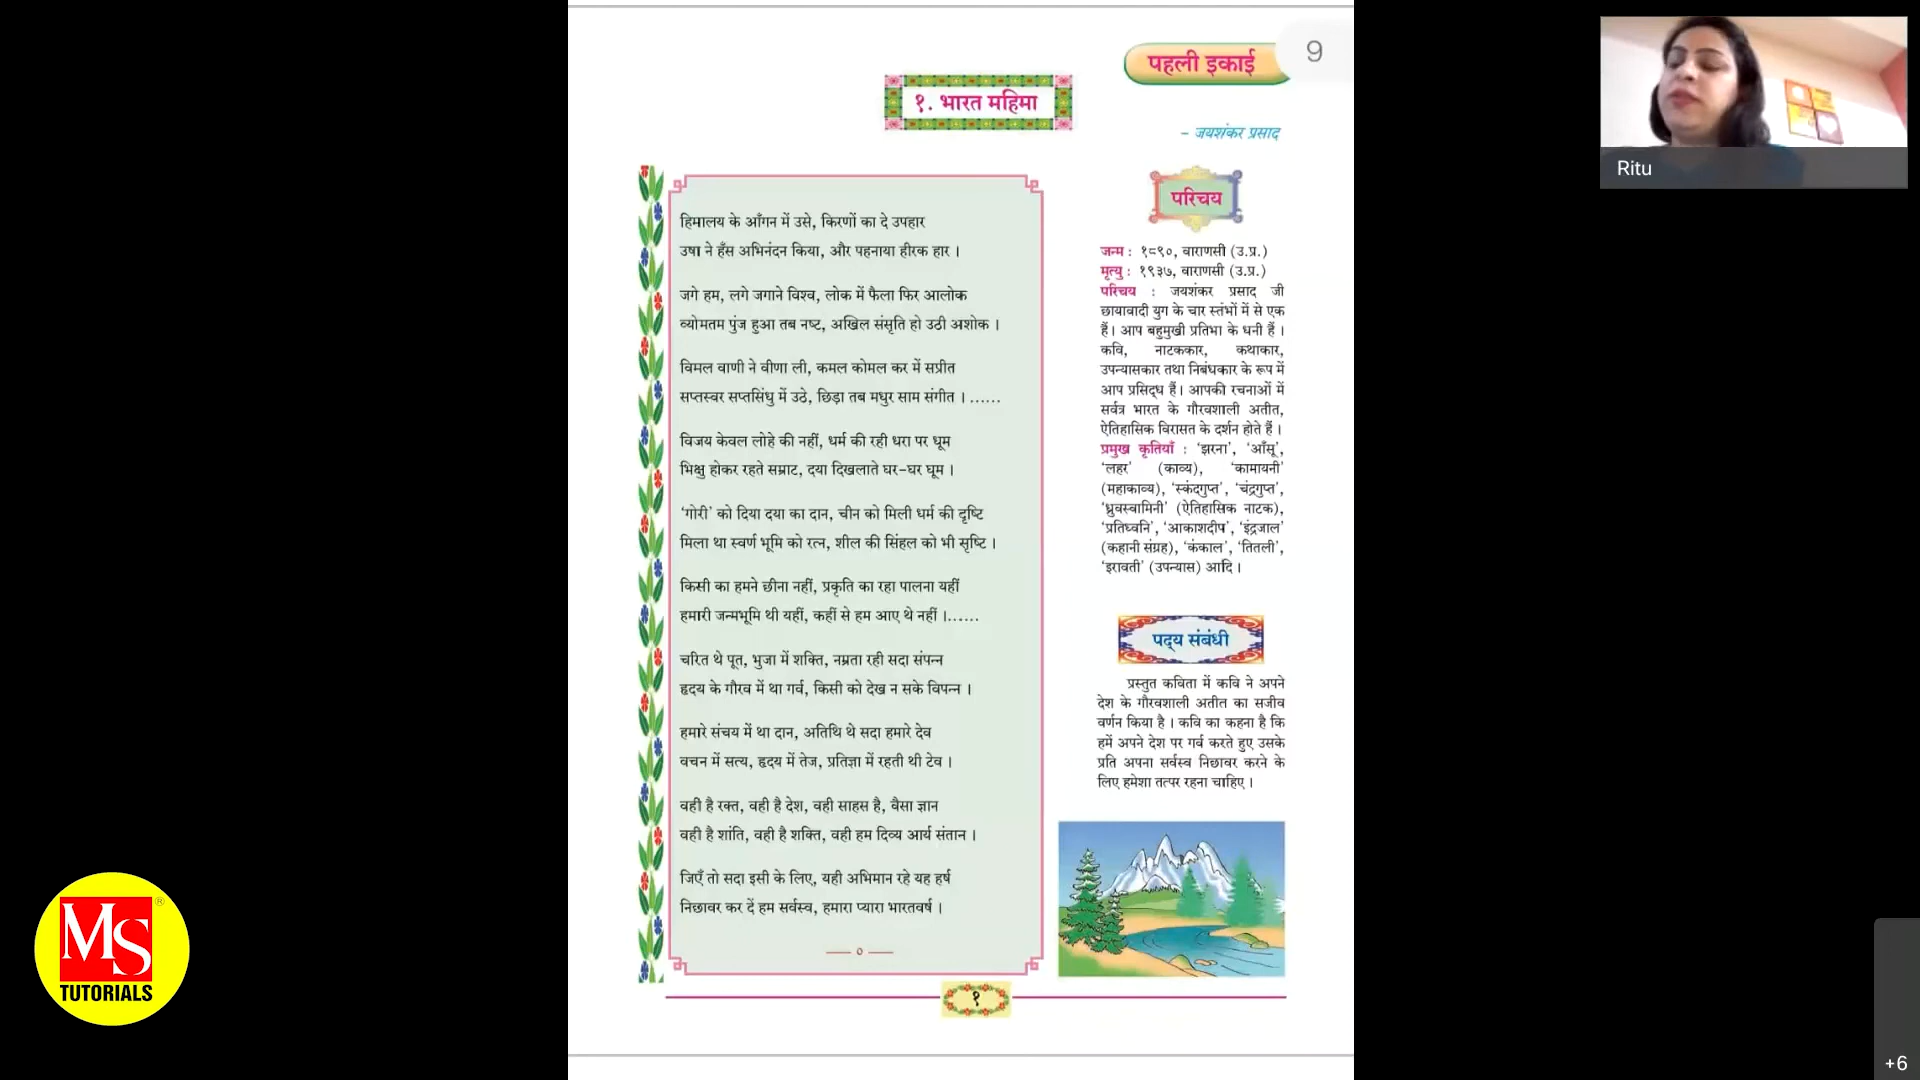 9
पहली इकाई
१. भारत महिमा
– जयशंकर प्रसाद
हिमालय के आँगन में उसे, किरणों का दे उपहार
उषा ने हँस अभिनंदन किया, और पहनाया हीरक हार ।
जगे हम, लगे जगाने विश्व, लोक में फैला फिर आलोक
व्योमतम पुंज हुआ तब नष्ट, अखिल संसृति हो उठी अशोक ।
विमल वाणी ने वीणा ली, कमल कोमल कर में सप्रीत
सप्तस्वर सप्तसिंधु में उठे, छिड़ा तब मधुर साम संगीत । ......
विजय केवल लोहे की नहीं, धर्म की रही धरा पर धूम
भिक्षु होकर रहते सम्राट, दया दिखलाते घर-घर घूम ।
‘गोरी’ को दिया दया का दान, चीन को मिली धर्म की दृष्टि
मिला था स्वर्ण भूमि को रत्न, शील की सिंहल को भी सृष्टि ।
किसी का हमने छीना नहीं, प्रकृति का रहा पालना यहीं
हमारी जन्मभूमि थी यहीं, कहीं से हम आए थे नहीं ।......
चरित थे पूत, भुजा में शक्ति, नम्रता रही सदा संपन्न
हृदय के गौरव में था गर्व, किसी को देख न सके विपन्न ।
हमारे संचय में था दान, अतिथि थे सदा हमारे देव
वचन में सत्य, हृदय में तेज, प्रतिज्ञा में रहती थी टेव ।
वही है रक्त, वही है देश, वही साहस है, वैसा ज्ञान
वही है शांति, वही है शक्ति, वही हम दिव्य आर्य संतान ।
जिएँ तो सदा इसी के लिए, यही अभिमान रहे यह हर्ष
निछावर कर दें हम सर्वस्व, हमारा प्यारा भारतवर्ष ।
— ० —
परिचय
जन्म : १८९०, वाराणसी (उ.प्र.)
मृत्यु : १९३७, वाराणसी (उ.प्र.)
परिचय : जयशंकर प्रसाद जी
छायावादी युग के चार स्तंभों में से एक
हैं। आप बहुमुखी प्रतिभा के धनी हैं ।
कवि, नाटककार, कथाकार,
उपन्यासकार तथा निबंधकार के रूप में
आप प्रसिद्ध हैं। आपकी रचनाओं में
सर्वत्र भारत के गौरवशाली अतीत,
ऐतिहासिक विरासत के दर्शन होते हैं ।
प्रमुख कृतियाँ : ‘झरना’, ‘आँसू’,
‘लहर’ (काव्य), ‘कामायनी’
(महाकाव्य), ‘स्कंदगुप्त’, ‘चंद्रगुप्त’,
‘ध्रुवस्वामिनी’ (ऐतिहासिक नाटक),
‘प्रतिध्वनि’, ‘आकाशदीप’, ‘इंद्रजाल’
(कहानी संग्रह), ‘कंकाल’, ‘तितली’,
‘इरावती’ (उपन्यास) आदि ।
पद्य संबंधी
प्रस्तुत कविता में कवि ने अपने
देश के गौरवशाली अतीत का सजीव
वर्णन किया है । कवि का कहना है कि
हमें अपने देश पर गर्व करते हुए उसके
प्रति अपना सर्वस्व निछावर करने के
लिए हमेशा तत्पर रहना चाहिए ।
१
Ritu
MS
®
TUTORIALS
+6